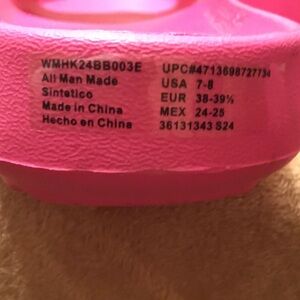 WMHK24BB003E
All Man Made
Sintetico
Made in China
Hecho en China
UPC#4713698727734
USA 7-8
EUR 38-39½
MEX 24-25
36131343 S24